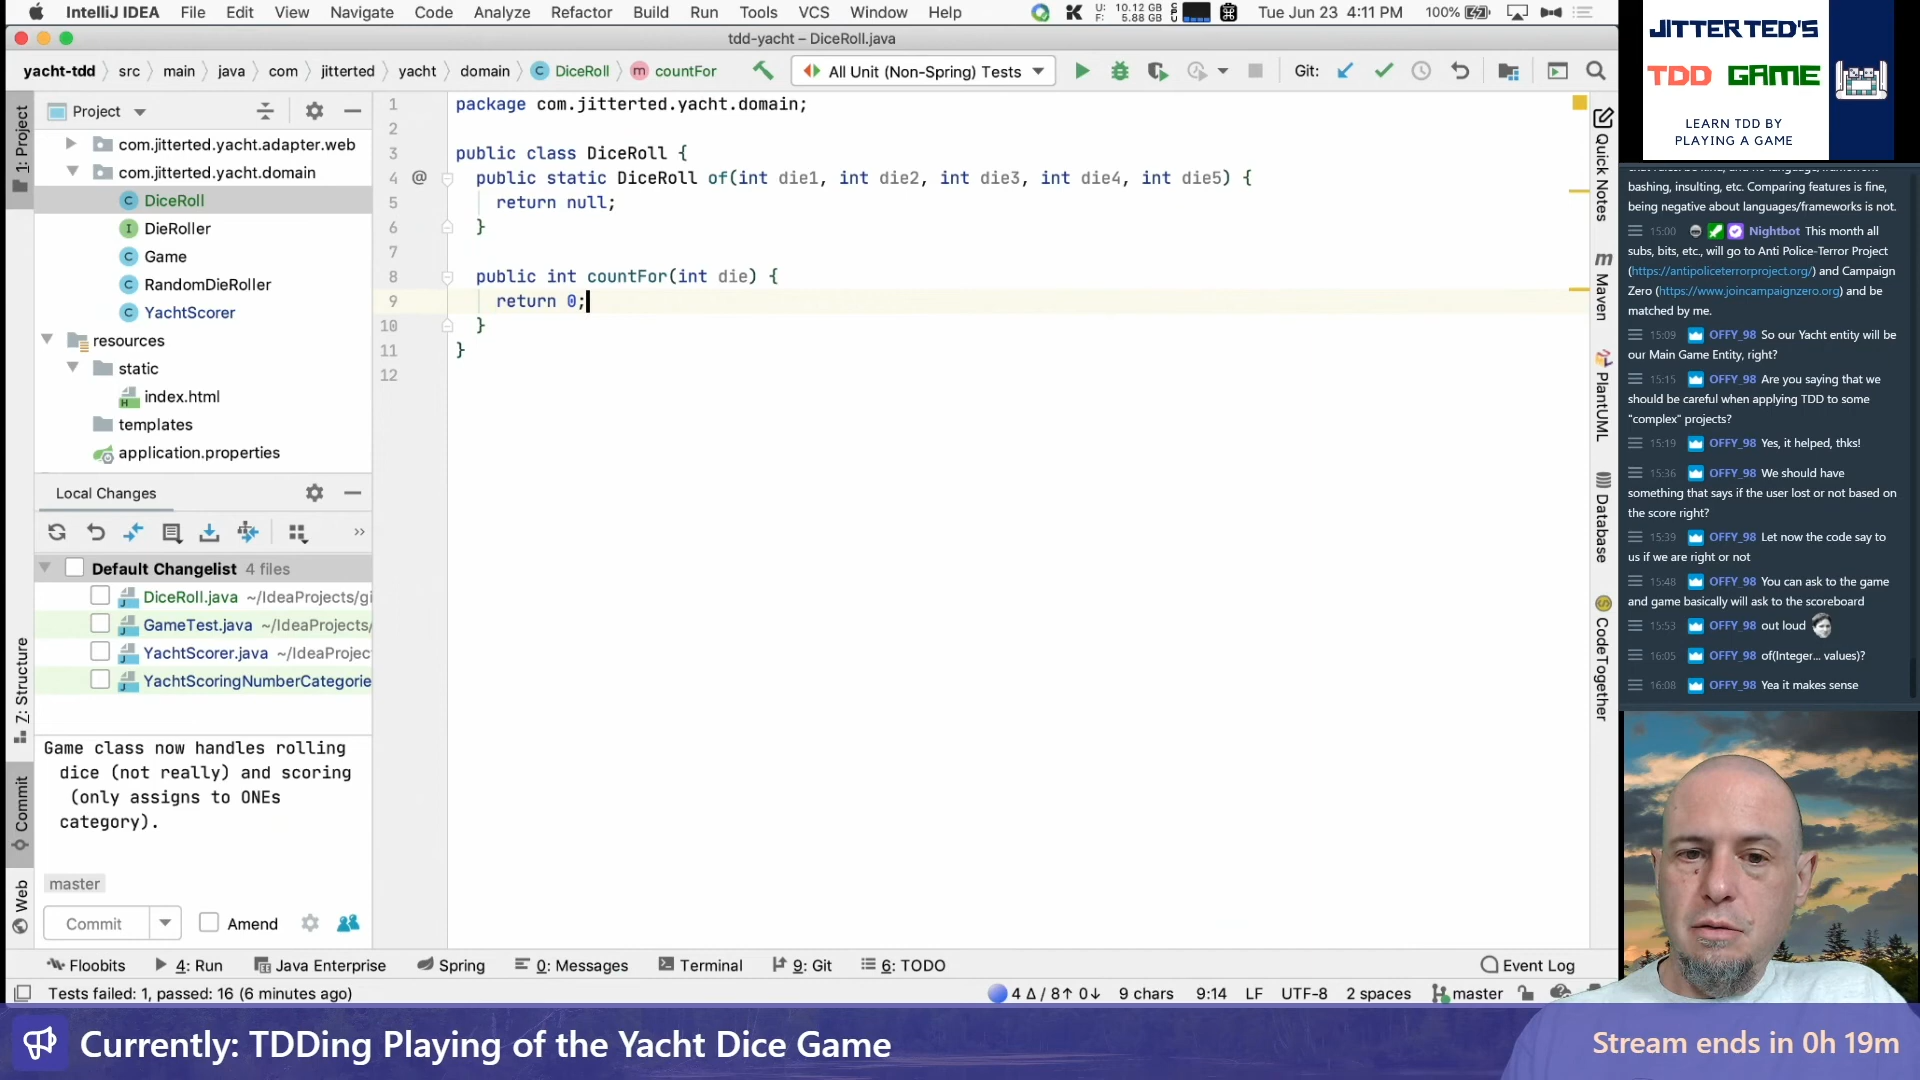 IntelliJ IDEA File Edit View Navigate Code Analyze Refactor Build Run Tools VCS Window Help
U: 10.12 GB
F: 5.88 GB
Tue Jun 23 4:11 PM 100%
tdd-yacht – DiceRoll.java
yacht-tdd src main java com jitterted yacht domain DiceRoll countFor
All Unit (Non-Spring) Tests
Git:
1: Project
Project
com.jitterted.yacht.adapter.web
com.jitterted.yacht.domain
DiceRoll
DieRoller
Game
RandomDieRoller
YachtScorer
resources
static
index.html
templates
application.properties
1 package com.jitterted.yacht.domain;
2
3 public class DiceRoll {
4 @ public static DiceRoll of(int die1, int die2, int die3, int die4, int die5) {
5 return null;
6 }
7
8 public int countFor(int die) {
9 return 0;
10 }
11 }
12
Quick Notes
Maven
PlantUML
Database
CodeTogether
Local Changes
Default Changelist 4 files
DiceRoll.java ~/IdeaProjects/gi
GameTest.java ~/IdeaProjects/
YachtScorer.java ~/IdeaProjec
YachtScoringNumberCategorie
Z: Structure
Commit
Web
Game class now handles rolling
dice (not really) and scoring
(only assigns to ONEs
category).
master
Commit Amend
Floobits 4: Run Java Enterprise Spring 0: Messages Terminal 9: Git 6: TODO Event Log
Tests failed: 1, passed: 16 (6 minutes ago)
4 Δ / 8↑ 0↓ 9 chars 9:14 LF UTF-8 2 spaces master
JITTERTED'S
TDD GAME
LEARN TDD BY
PLAYING A GAME
bashing, insulting, etc. Comparing features is fine,
being negative about languages/frameworks is not.
15:00 Nightbot This month all
subs, bits, etc., will go to Anti Police-Terror Project
(https://antipoliceterrorproject.org/) and Campaign
Zero (https://www.joincampaignzero.org) and be
matched by me.
15:09 OFFY_98 So our Yacht entity will be
our Main Game Entity, right?
15:15 OFFY_98 Are you saying that we
should be careful when applying TDD to some
"complex" projects?
15:19 OFFY_98 Yes, it helped, thks!
15:36 OFFY_98 We should have
something that says if the user lost or not based on
the score right?
15:39 OFFY_98 Let now the code say to
us if we are right or not
15:48 OFFY_98 You can ask to the game
and game basically will ask to the scoreboard
15:53 OFFY_98 out loud
16:05 OFFY_98 of(Integer... values)?
16:08 OFFY_98 Yea it makes sense
Currently: TDDing Playing of the Yacht Dice Game
Stream ends in 0h 19m